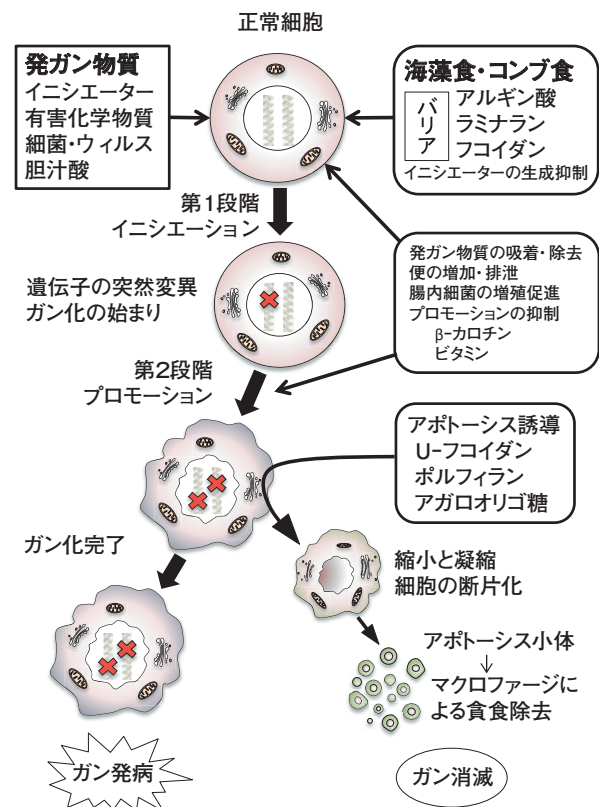 正常細胞
発ガン物質
イニシエーター
有害化学物質
細菌・ウィルス
胆汁酸
海藻食・コンブ食
バリア
アルギン酸
ラミナラン
フコイダン
イニシエーターの生成抑制
第1段階
イニシエーション
遺伝子の突然変異
ガン化の始まり
発ガン物質の吸着・除去
便の増加・排泄
腸内細菌の増殖促進
プロモーションの抑制
β-カロチン
ビタミン
第2段階
プロモーション
アポトーシス誘導
U-フコイダン
ポルフィラン
アガロオリゴ糖
ガン化完了
縮小と凝縮
細胞の断片化
アポトーシス小体
↓
マクロファージに
よる貪食除去
ガン発病
ガン消滅